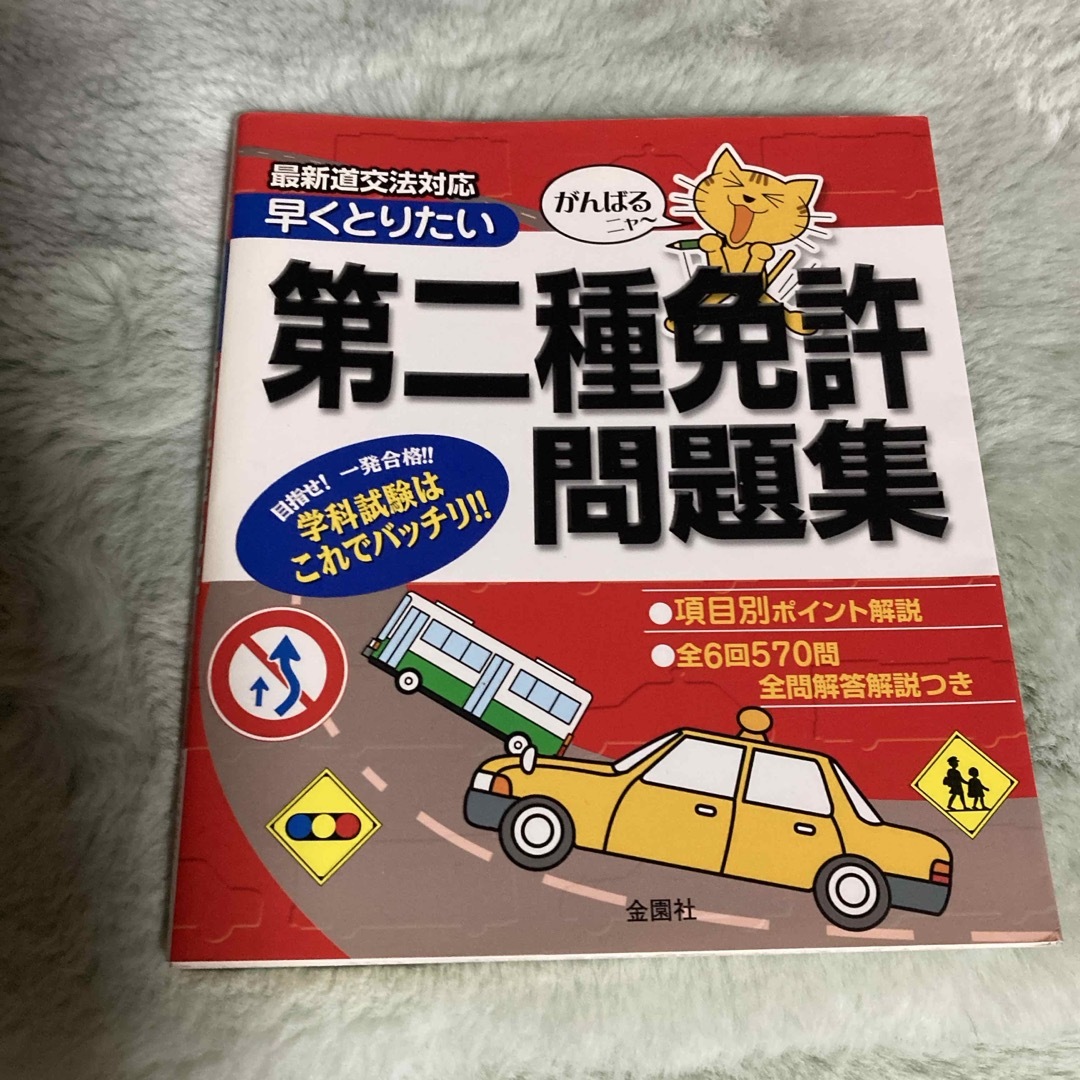 最新道交法対応
早くとりたい
がんばる
ニャ～
第二種免許
問題集
目指せ！一発合格!!
学科試験は
これでバッチリ!!
●項目別ポイント解説
●全6回570問
全問解答解説つき
金園社